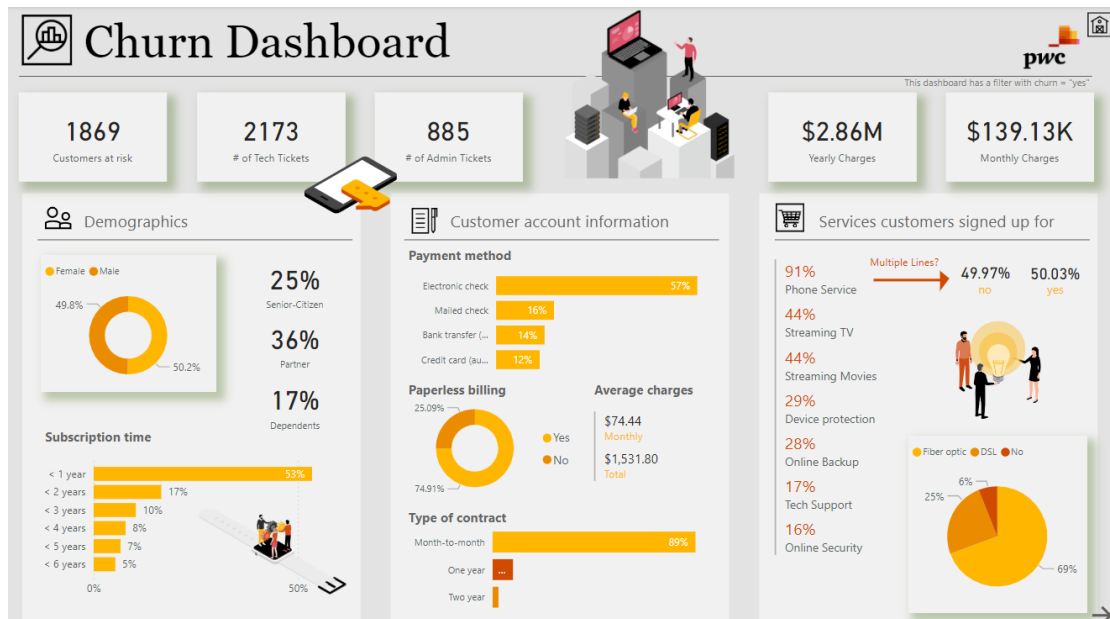 Churn Dashboard
pwc
This dashboard has a filter with churn = "yes"
1869
Customers at risk
2173
# of Tech Tickets
885
# of Admin Tickets
$2.86M
Yearly Charges
$139.13K
Monthly Charges
Demographics
Female Male
49.8%
50.2%
25%
Senior-Citizen
36%
Partner
17%
Dependents
Subscription time
< 1 year 53%
< 2 years 17%
< 3 years 10%
< 4 years 8%
< 5 years 7%
< 6 years 5%
0% 50%
Customer account information
Payment method
Electronic check 57%
Mailed check 16%
Bank transfer (... 14%
Credit card (au... 12%
Paperless billing
25.09%
74.91%
Yes
No
Average charges
$74.44
Monthly
$1,531.80
Total
Type of contract
Month-to-month 89%
One year ...
Two year
Services customers signed up for
91%
Phone Service
Multiple Lines?
49.97% 50.03%
no yes
44%
Streaming TV
44%
Streaming Movies
29%
Device protection
28%
Online Backup
17%
Tech Support
16%
Online Security
Fiber optic DSL No
6%
25%
69%